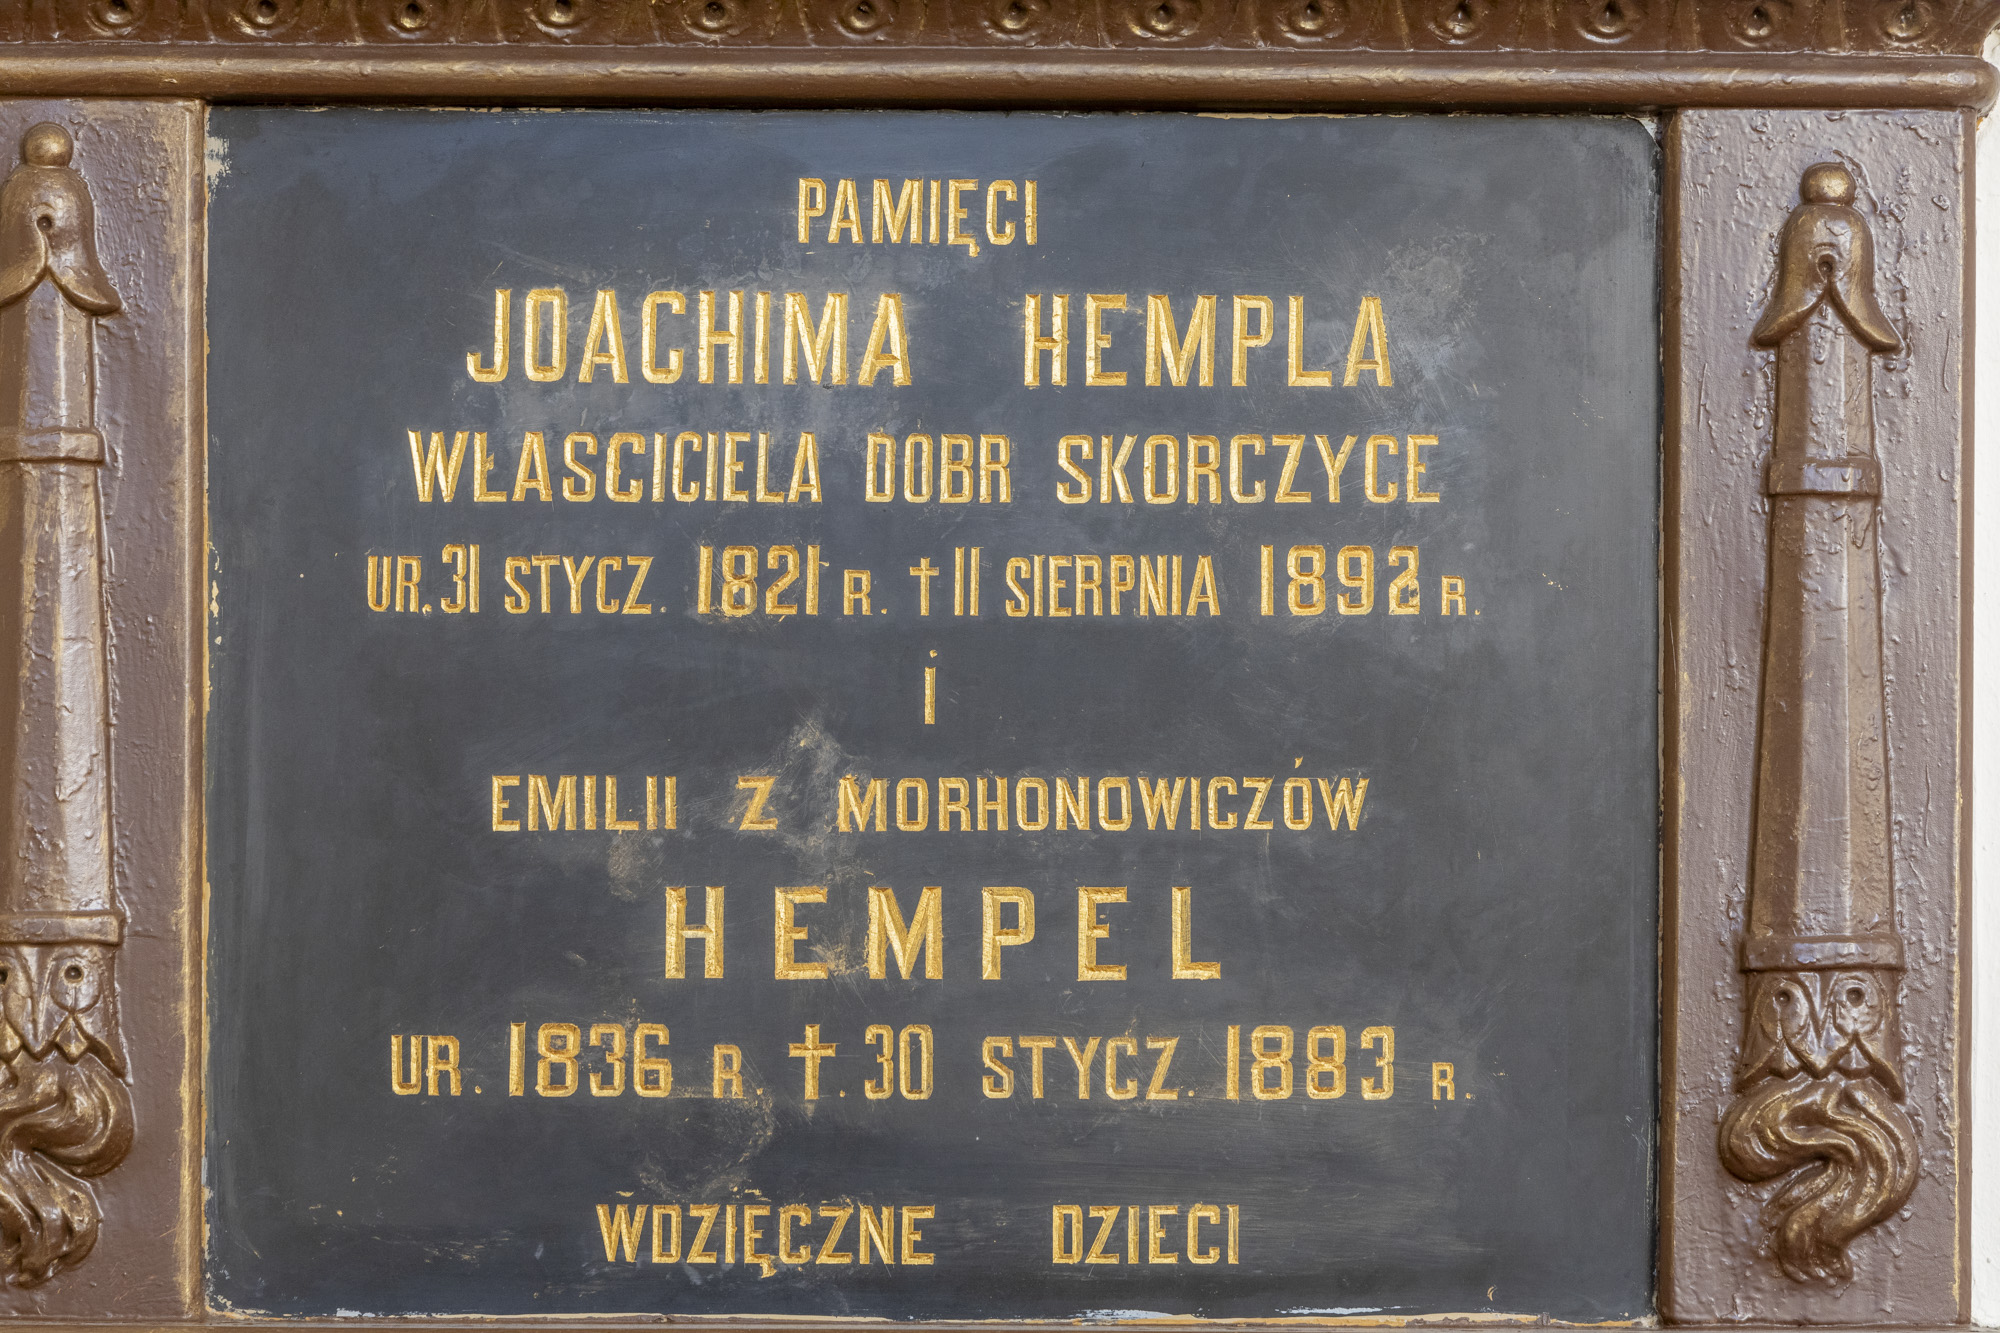 PAMIĘCI
JOACHIMA HEMPLA
WŁASCICIELA DOBR SKORCZYCE
UR. 31 STYCZ. 1821 R. † 11 SIERPNIA 1892 R.
i
EMILII Z MORHONOWICZÓW
HEMPEL
UR. 1836 R. †. 30 STYCZ. 1883 R.
WDZIĘCZNE DZIECI